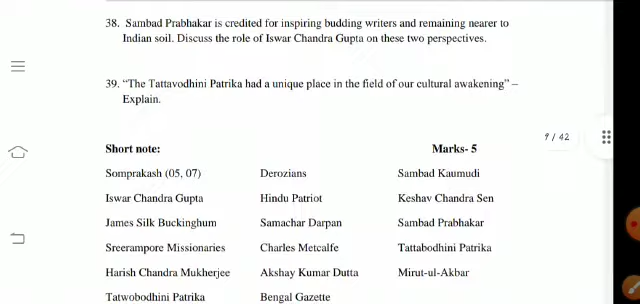 38. Sambad Prabhakar is credited for inspiring budding writers and remaining nearer to
Indian soil. Discuss the role of Iswar Chandra Gupta on these two perspectives.
39. “The Tattavodhini Patrika had a unique place in the field of our cultural awakening” –
Explain.
9 / 42
Short note: Marks- 5
Somprakash (05, 07) Derozians Sambad Kaumudi
Iswar Chandra Gupta Hindu Patriot Keshav Chandra Sen
James Silk Buckinghum Samachar Darpan Sambad Prabhakar
Sreerampore Missionaries Charles Metcalfe Tattabodhini Patrika
Harish Chandra Mukherjee Akshay Kumar Dutta Mirut-ul-Akbar
Tatwobodhini Patrika Bengal Gazette